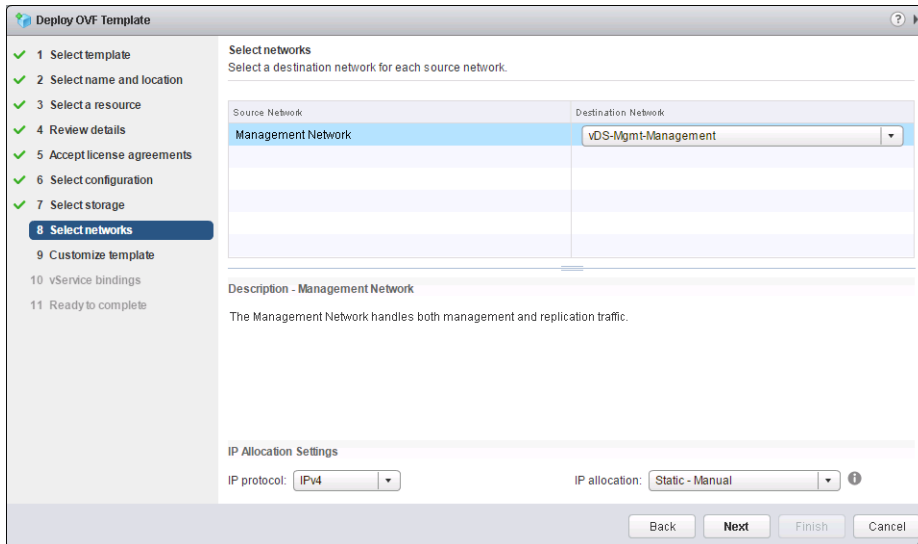 Deploy OVF Template
?
1 Select template
2 Select name and location
3 Select a resource
4 Review details
5 Accept license agreements
6 Select configuration
7 Select storage
8 Select networks
9 Customize template
10 vService bindings
11 Ready to complete
Select networks
Select a destination network for each source network.
Source Network Destination Network
Management Network vDS-Mgmt-Management
Description - Management Network
The Management Network handles both management and replication traffic.
IP Allocation Settings
IP protocol: IPv4 IP allocation: Static - Manual i
Back Next Finish Cancel